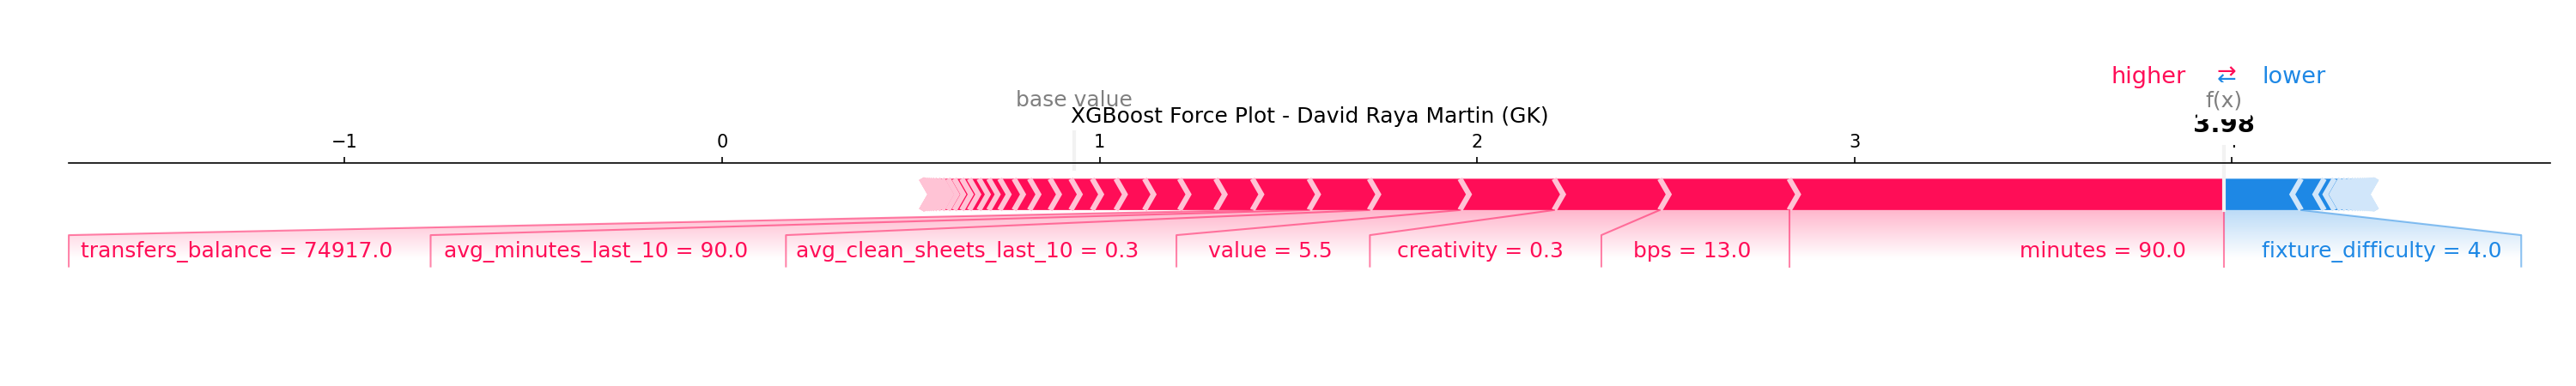 higher ⇄ lower
base value
f(x)
XGBoost Force Plot - David Raya Martin (GK)
3.98
−1 0 1 2 3
transfers_balance = 74917.0 avg_minutes_last_10 = 90.0 avg_clean_sheets_last_10 = 0.3 value = 5.5 creativity = 0.3 bps = 13.0 minutes = 90.0 fixture_difficulty = 4.0